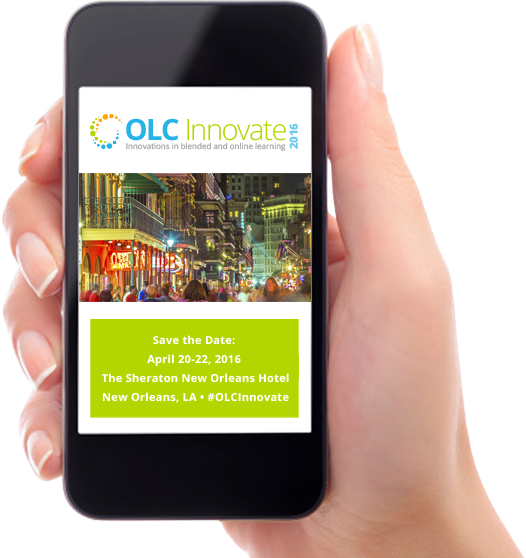 OLC Innovate 2016
Innovations in blended and online learning
Save the Date:
April 20-22, 2016
The Sheraton New Orleans Hotel
New Orleans, LA • #OLCInnovate